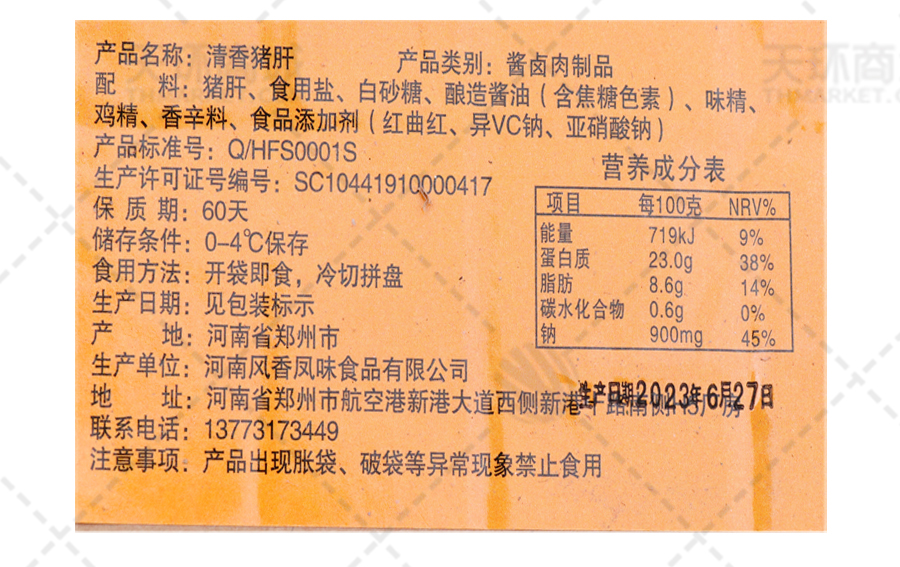 产品名称：清香猪肝 产品类别：酱卤肉制品
配 料：猪肝、食用盐、白砂糖、酿造酱油（含焦糖色素）、味精、
鸡精、香辛料、食品添加剂（红曲红、异VC钠、亚硝酸钠）
产品标准号：Q/HFS0001S
生产许可证号编号：SC10441910000417
保 质 期：60天
储存条件：0-4℃保存
食用方法：开袋即食，冷切拼盘
生产日期：见包装标示
产 地：河南省郑州市
生产单位：河南风香凤味食品有限公司
地 址：河南省郑州市航空港新港大道西侧新港
生产日期2023年6月27日
联系电话：13773173449
注意事项：产品出现胀袋、破袋等异常现象禁止食用
营养成分表
项目 每100克 NRV%
能量 719kJ 9%
蛋白质 23.0g 38%
脂肪 8.6g 14%
碳水化合物 0.6g 0%
钠 900mg 45%
天环商